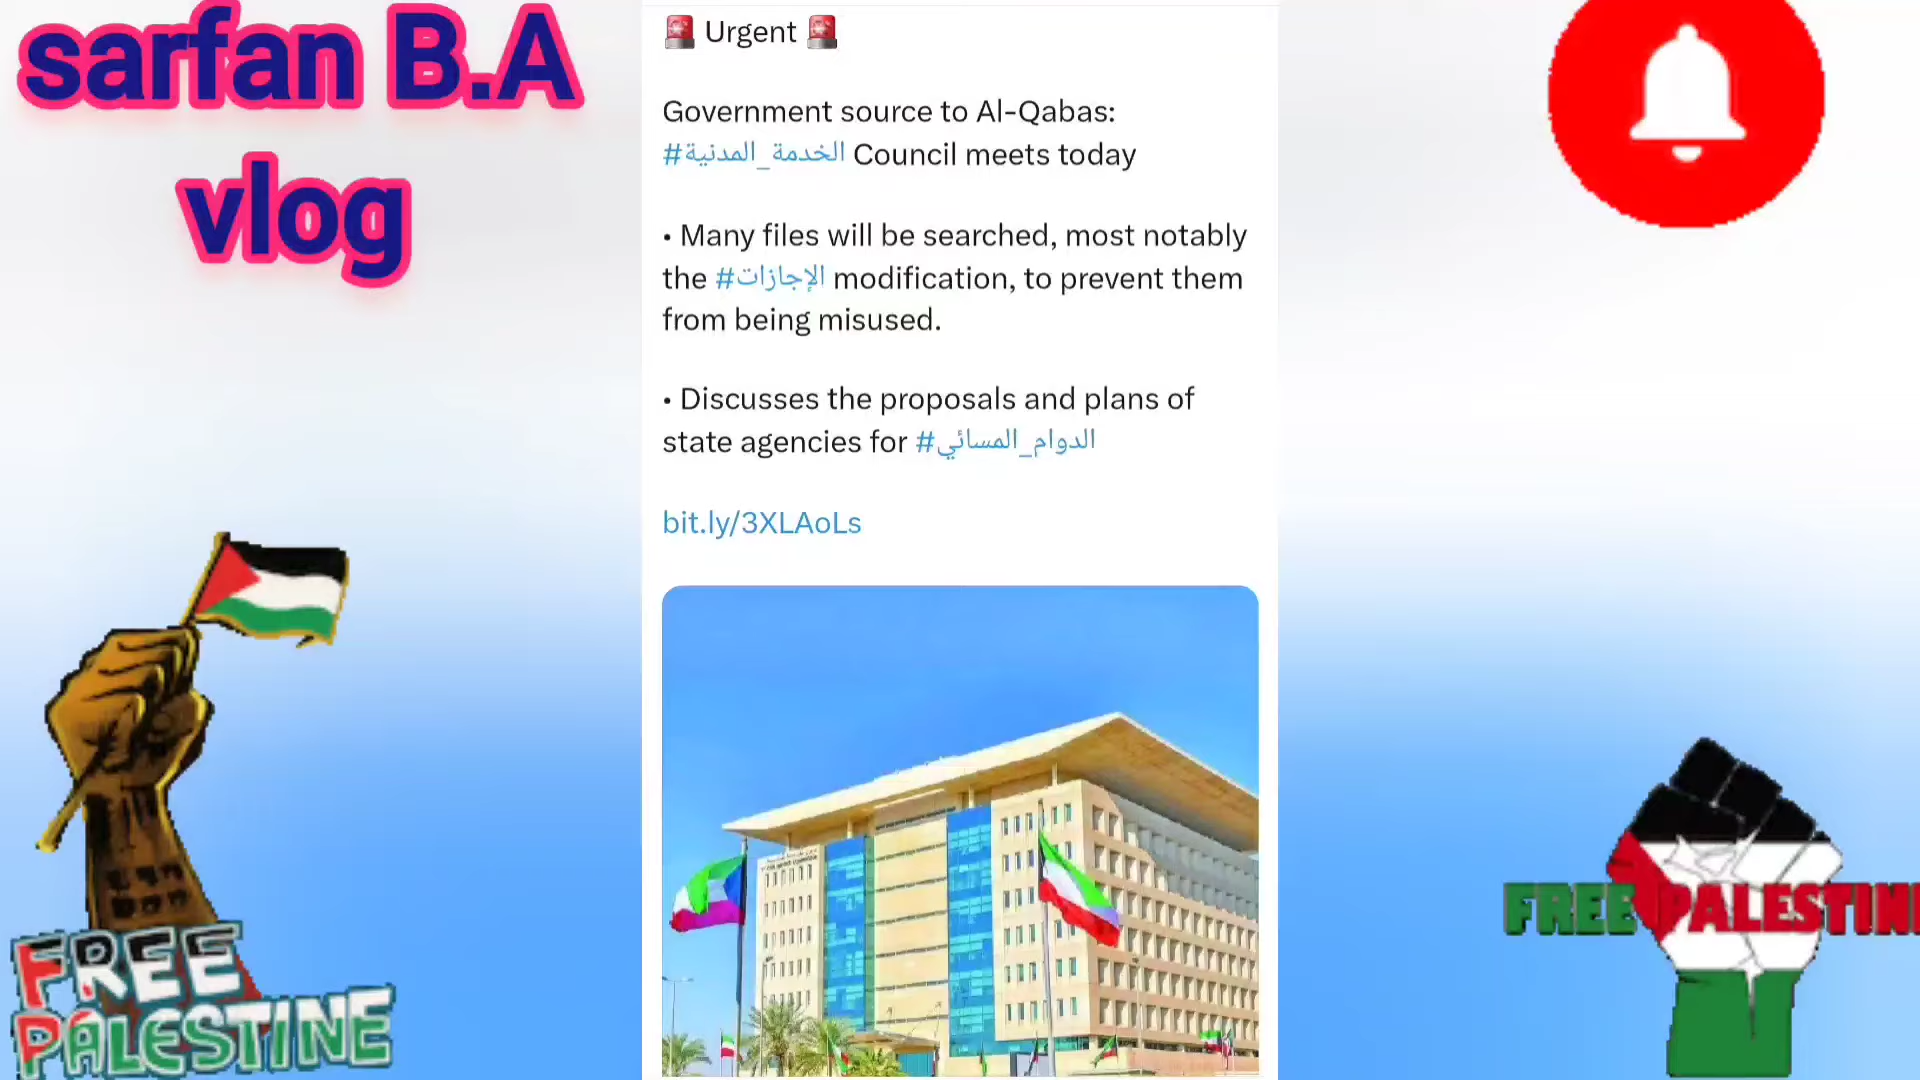 sarfan B.A
vlog
🚨 Urgent 🚨
Government source to Al-Qabas:
#الخدمة_المدنية Council meets today
• Many files will be searched, most notably
the #الإجازات modification, to prevent them
from being misused.
• Discusses the proposals and plans of
state agencies for #الدوام_المسائي
bit.ly/3XLAoLs
FREE
PALESTINE
FREE PALESTIN